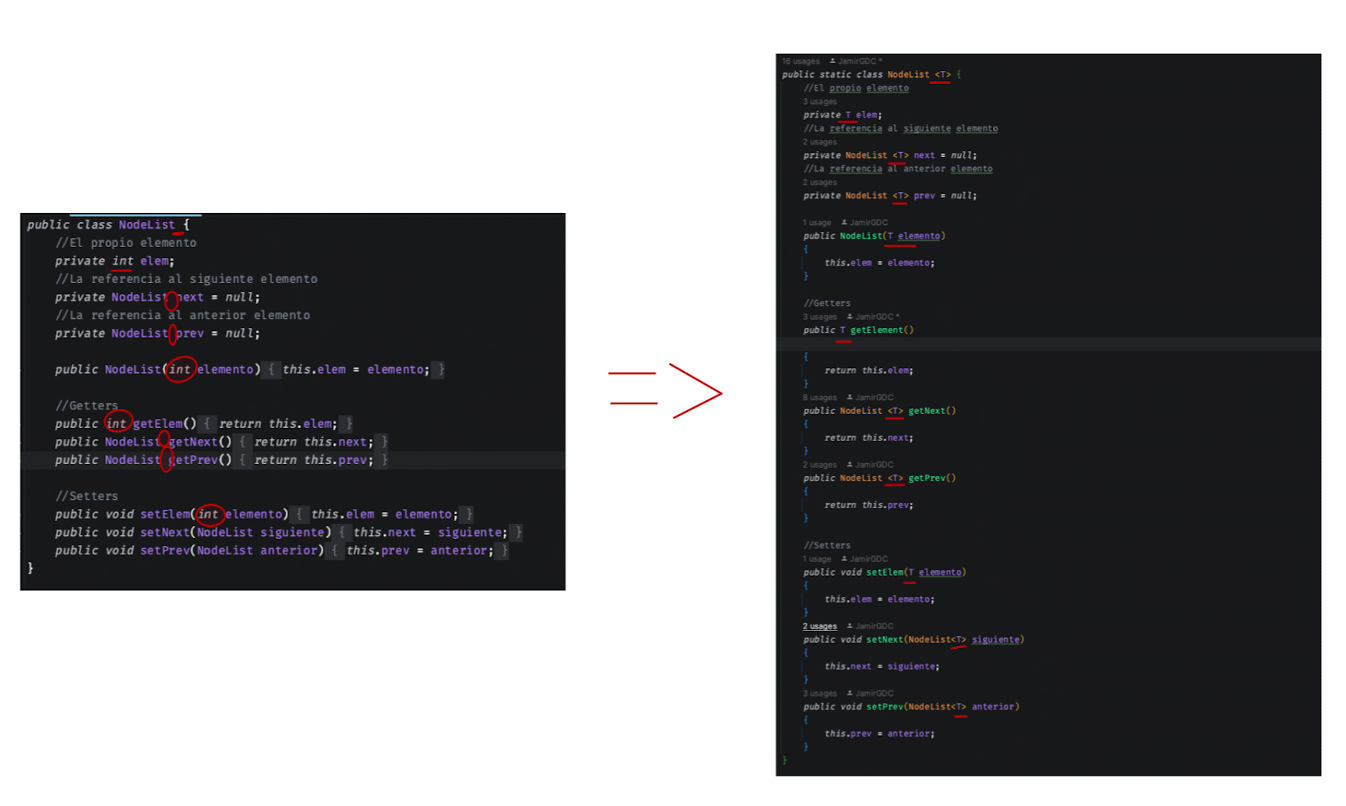 public class NodeList {
//El propio elemento
private int elem;
//La referencia al siguiente elemento
private NodeList next = null;
//La referencia al anterior elemento
private NodeList prev = null;
public NodeList(int elemento) { this.elem = elemento; }
//Getters
public int getElem() { return this.elem; }
public NodeList getNext() { return this.next; }
public NodeList getPrev() { return this.prev; }
//Setters
public void setElem(int elemento) { this.elem = elemento; }
public void setNext(NodeList siguiente) { this.next = siguiente; }
public void setPrev(NodeList anterior) { this.prev = anterior; }
}
16 usages JamirGDC *
public static class NodeList <T> {
//El propio elemento
3 usages
private T elem;
//La referencia al siguiente elemento
2 usages
private NodeList <T> next = null;
//La referencia al anterior elemento
2 usages
private NodeList <T> prev = null;
1 usage JamirGDC
public NodeList(T elemento)
{
this.elem = elemento;
}
//Getters
3 usages JamirGDC *
public T getElement()
{
return this.elem;
}
8 usages JamirGDC
public NodeList <T> getNext()
{
return this.next;
}
2 usages JamirGDC
public NodeList <T> getPrev()
{
return this.prev;
}
//Setters
1 usage JamirGDC
public void setElem(T elemento)
{
this.elem = elemento;
}
2 usages JamirGDC
public void setNext(NodeList<T> siguiente)
{
this.next = siguiente;
}
3 usages JamirGDC
public void setPrev(NodeList<T> anterior)
{
this.prev = anterior;
}
}